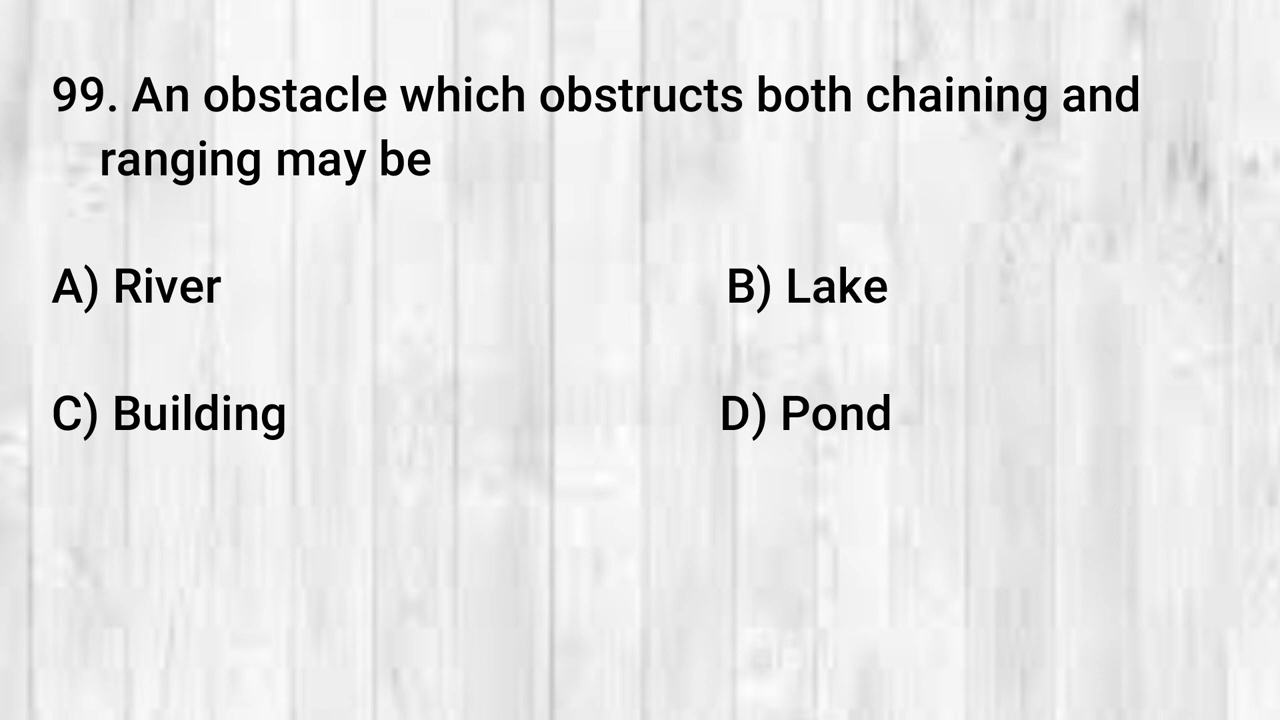 99. An obstacle which obstructs both chaining and
ranging may be
A) River B) Lake
C) Building D) Pond